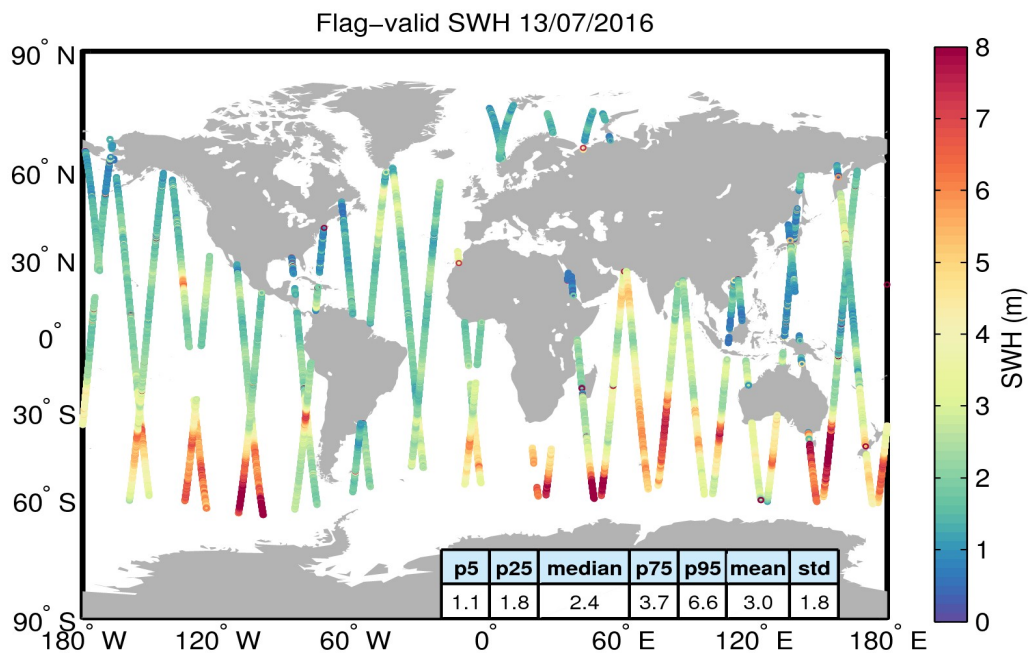 Flag−valid SWH 13/07/2016
90° N
60° N
30° N
0°
30° S
60° S
90° S
180° W
120° W
60° W
0°
60° E
120° E
180° E
p5 p25 median p75 p95 mean std
1.1 1.8 2.4 3.7 6.6 3.0 1.8
8
7
6
5
4
3
2
1
0
SWH (m)